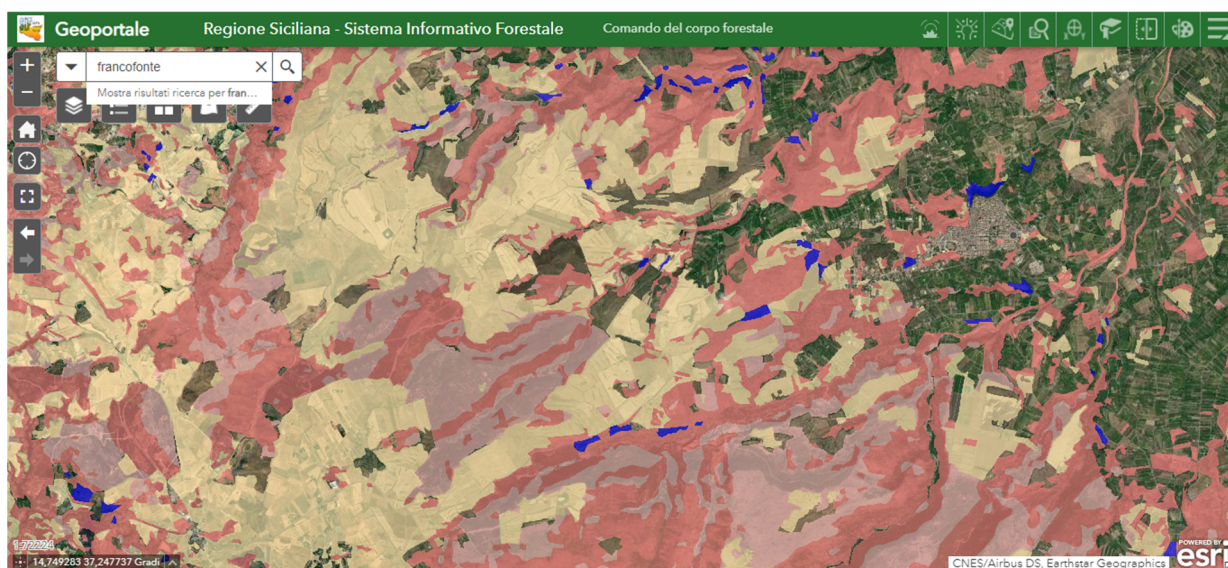 Geoportale
Regione Siciliana - Sistema Informativo Forestale
Comando del corpo forestale
francofonte
Mostra risultati ricerca per fran...
1:72224
14,749283 37,247737 Gradi
CNES/Airbus DS, Earthstar Geographics
POWERED BY
esri